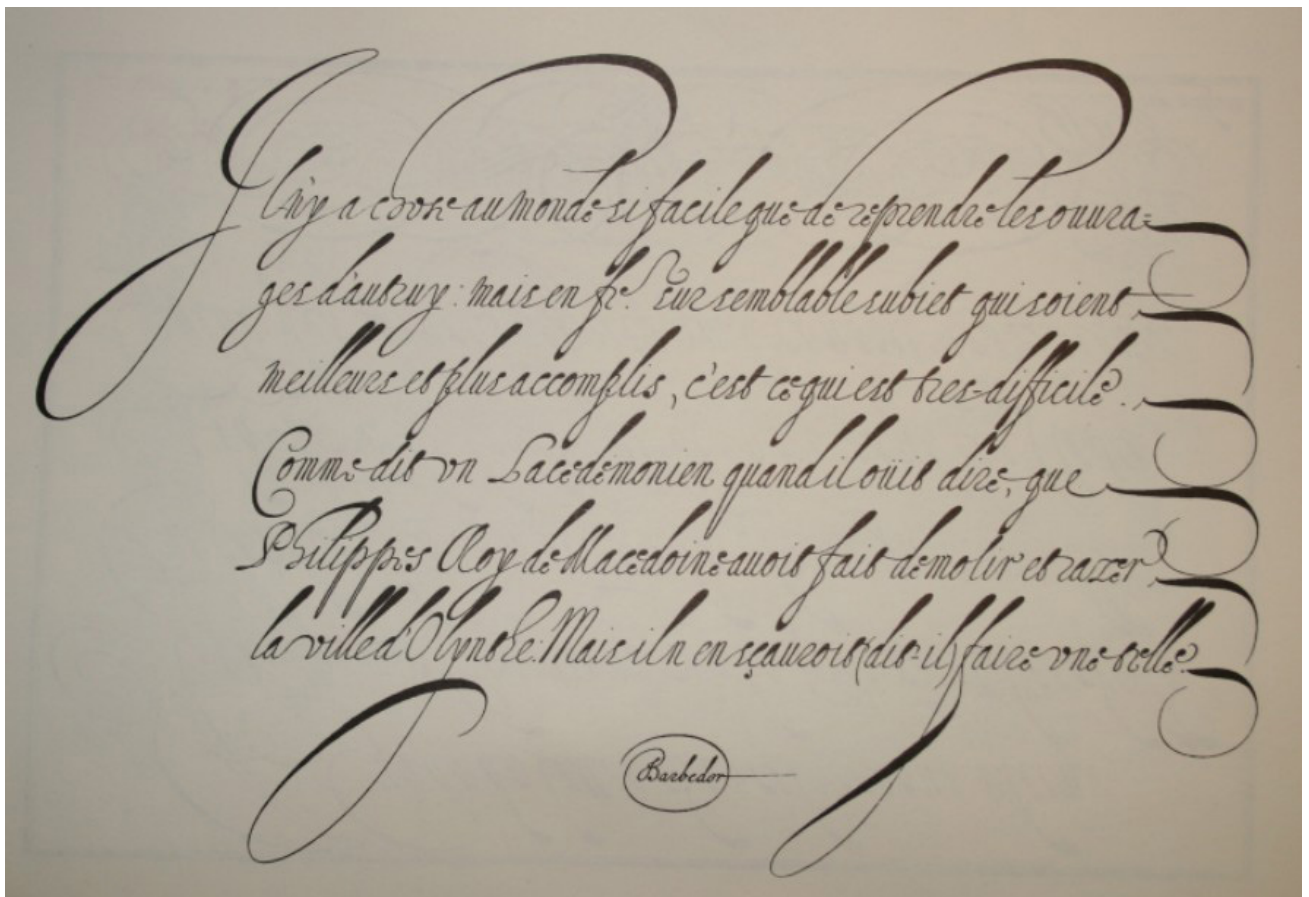 Il n'y a chose au monde si facile que de reprendre les ouura=
ges d'autruy : mais en fre. sur semblable subiet qui soient
meilleurs et plus accomplis, c'est ce qui est tres-difficile.
Comme dit vn Lacedemonien quand il oüit dire, que
Philippes Roy de Macedoine auoit fait demolir et razer
la ville d'Olynthe: Mais il n'en sçauroit (dit-il) faire vne telle.
Barbedor